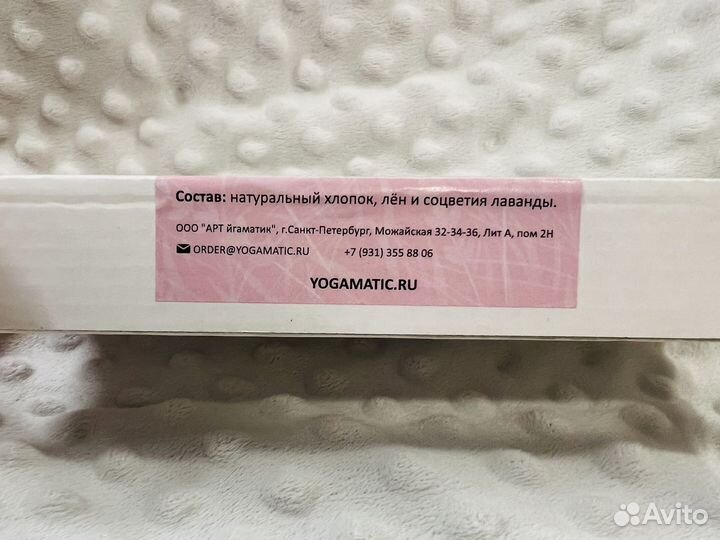 Состав: натуральный хлопок, лён и соцветия лаванды.
ООО "АРТ йгаматик", г.Санкт-Петербург, Можайская 32-34-36, Лит А, пом 2Н
ORDER@YOGAMATIC.RU +7 (931) 355 88 06
YOGAMATIC.RU
Avito